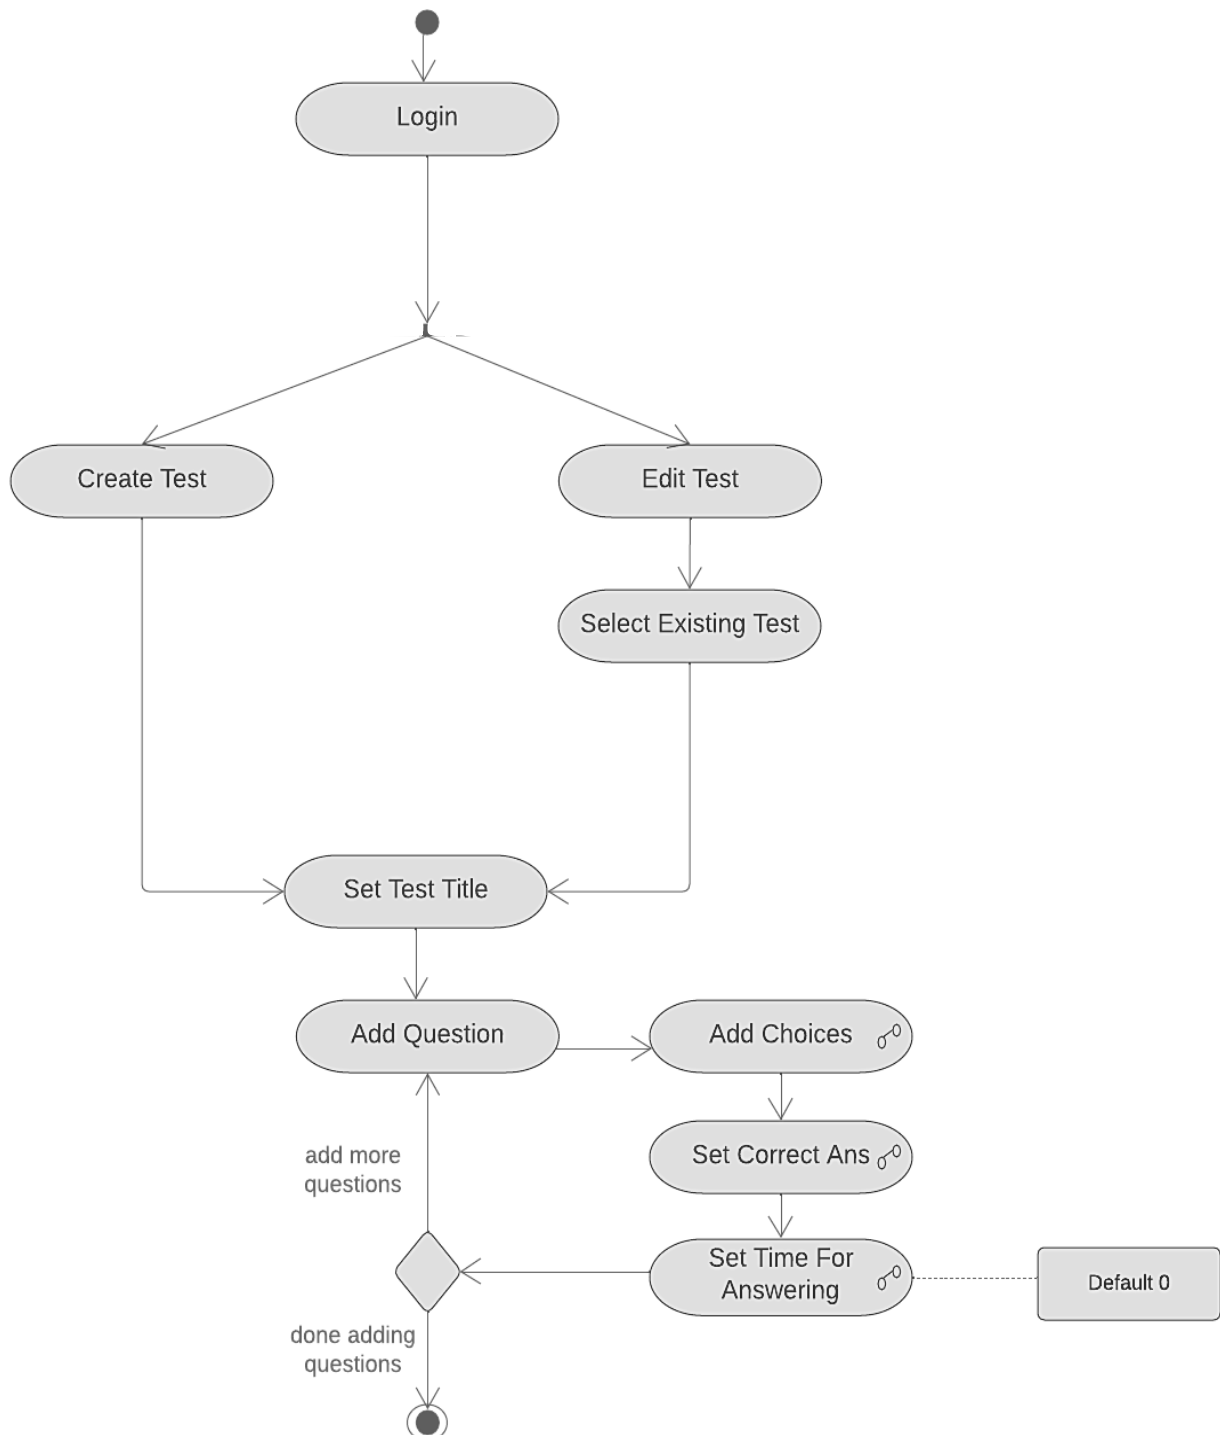 Login
Create Test
Edit Test
Select Existing Test
Set Test Title
Add Question
Add Choices
add more
questions
Set Correct Ans
Set Time For
Answering
Default 0
done adding
questions